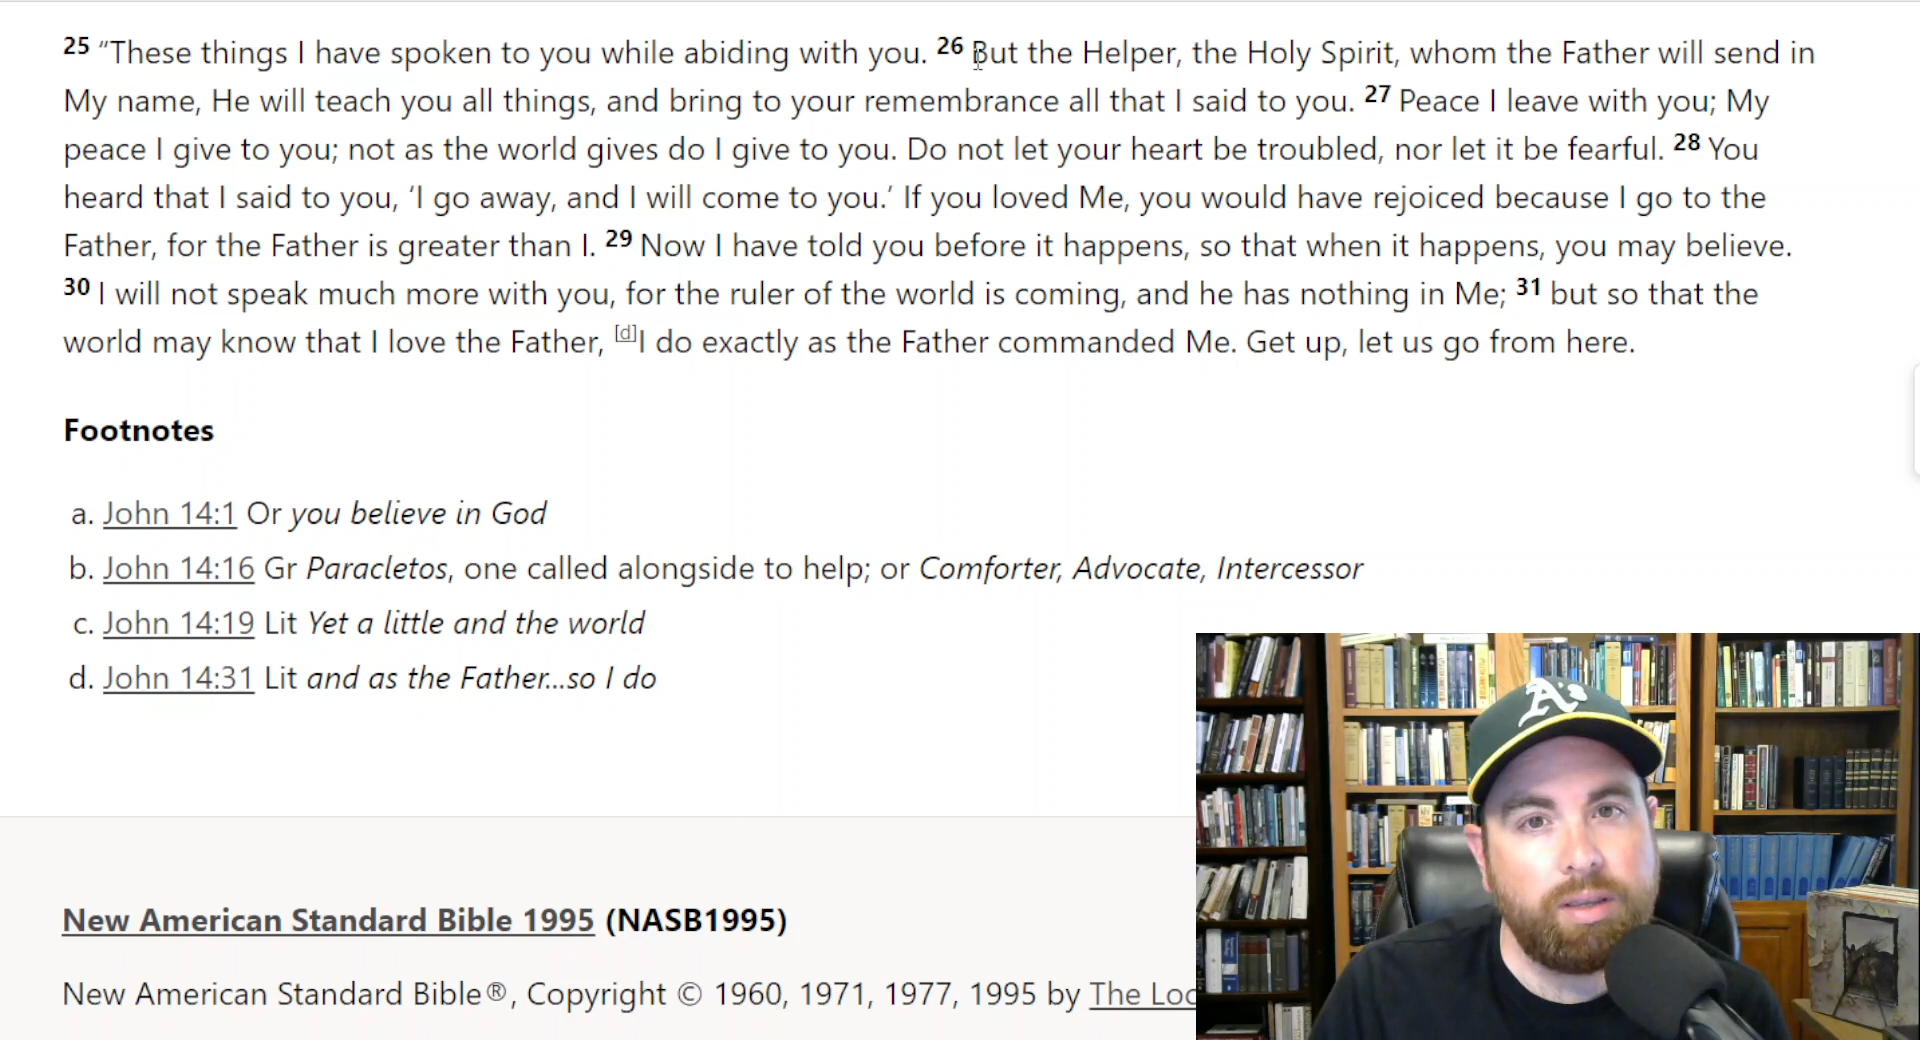 25 “These things I have spoken to you while abiding with you. 26 But the Helper, the Holy Spirit, whom the Father will send in
My name, He will teach you all things, and bring to your remembrance all that I said to you. 27 Peace I leave with you; My
peace I give to you; not as the world gives do I give to you. Do not let your heart be troubled, nor let it be fearful. 28 You
heard that I said to you, ‘I go away, and I will come to you.’ If you loved Me, you would have rejoiced because I go to the
Father, for the Father is greater than I. 29 Now I have told you before it happens, so that when it happens, you may believe.
30 I will not speak much more with you, for the ruler of the world is coming, and he has nothing in Me; 31 but so that the
world may know that I love the Father, [d]I do exactly as the Father commanded Me. Get up, let us go from here.
Footnotes
a. John 14:1 Or you believe in God
b. John 14:16 Gr Paracletos, one called alongside to help; or Comforter, Advocate, Intercessor
c. John 14:19 Lit Yet a little and the world
d. John 14:31 Lit and as the Father...so I do
A's
New American Standard Bible 1995 (NASB1995)
New American Standard Bible®, Copyright © 1960, 1971, 1977, 1995 by The Loc